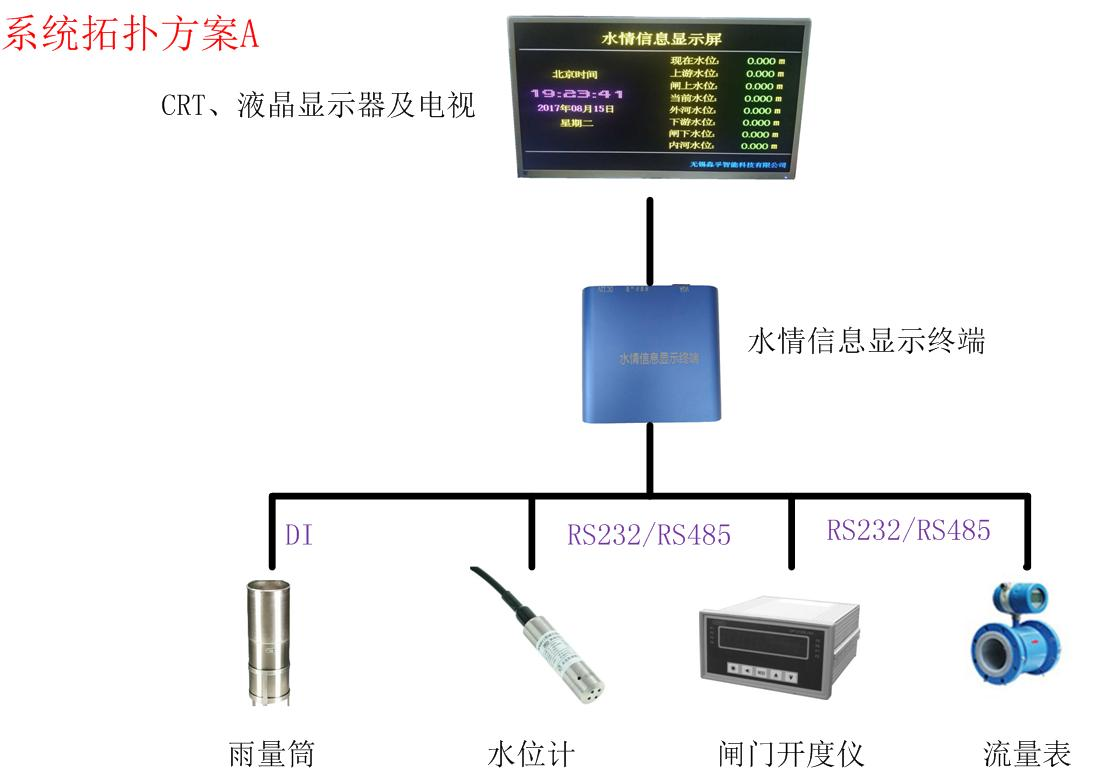 系统拓扑方案A
CRT、液晶显示器及电视
水情信息显示屏
北京时间
19:23:41
2017年08月15日
星期二
现在水位: 0.000 m
上游水位: 0.000 m
闸上水位: 0.000 m
当前水位: 0.000 m
外河水位: 0.000 m
下游水位: 0.000 m
闸下水位: 0.000 m
内河水位: 0.000 m
无锡淼孚智能科技有限公司
DC12V
VGA
水情信息显示终端
水情信息显示终端
DI
RS232/RS485
RS232/RS485
雨量筒
水位计
闸门开度仪
流量表